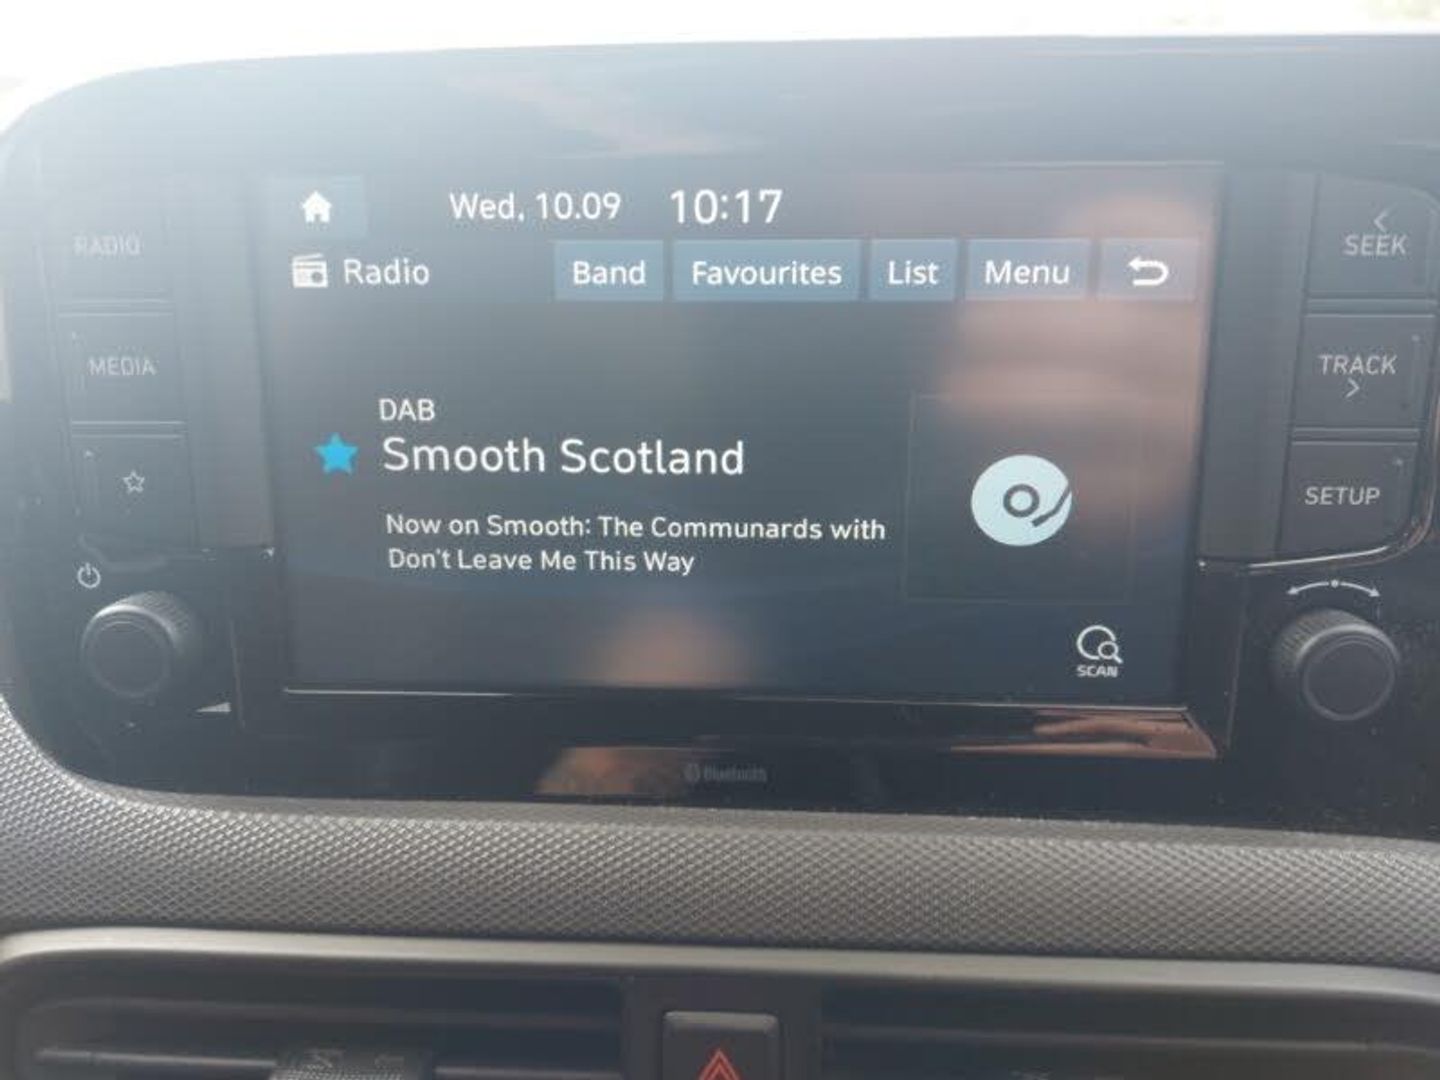 Wed, 10.09 10:17
RADIO
Radio Band Favourites List Menu
SEEK
MEDIA
TRACK
DAB
Smooth Scotland
SETUP
Now on Smooth: The Communards with
Don't Leave Me This Way
SCAN
Bluetooth